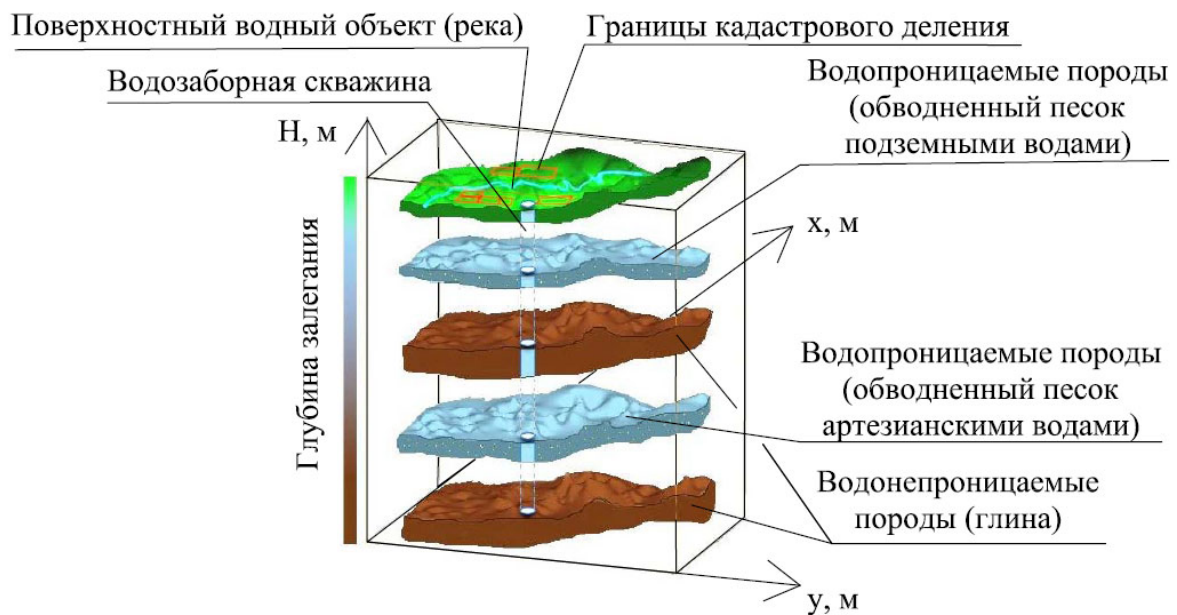 Поверхностный водный объект (река)
Границы кадастрового деления
Водозаборная скважина
Водопроницаемые породы
(обводненный песок
подземными водами)
H, м
x, м
Глубина залегания
Водопроницаемые породы
(обводненный песок
артезианскими водами)
Водонепроницаемые
породы (глина)
y, м